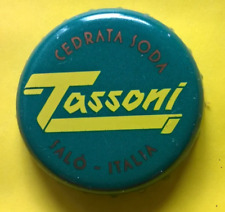 CEDRATA SODA
Tassoni
SALÒ - ITALIA